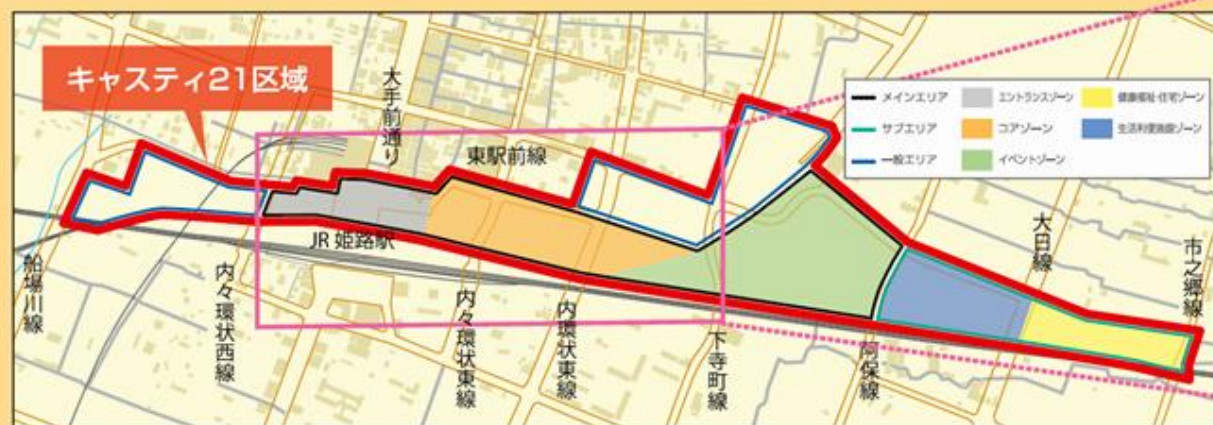 キャスティ21区域
大手前通り
東駅前線
メインエリア
エントランスゾーン
健康福祉・住宅ゾーン
サブエリア
コアゾーン
生活利便施設ゾーン
一般エリア
イベントゾーン
JR 姫路駅
船場川線
内々環状西線
内々環状東線
内環状東線
下寺町線
阿保線
大日線
市之郷線